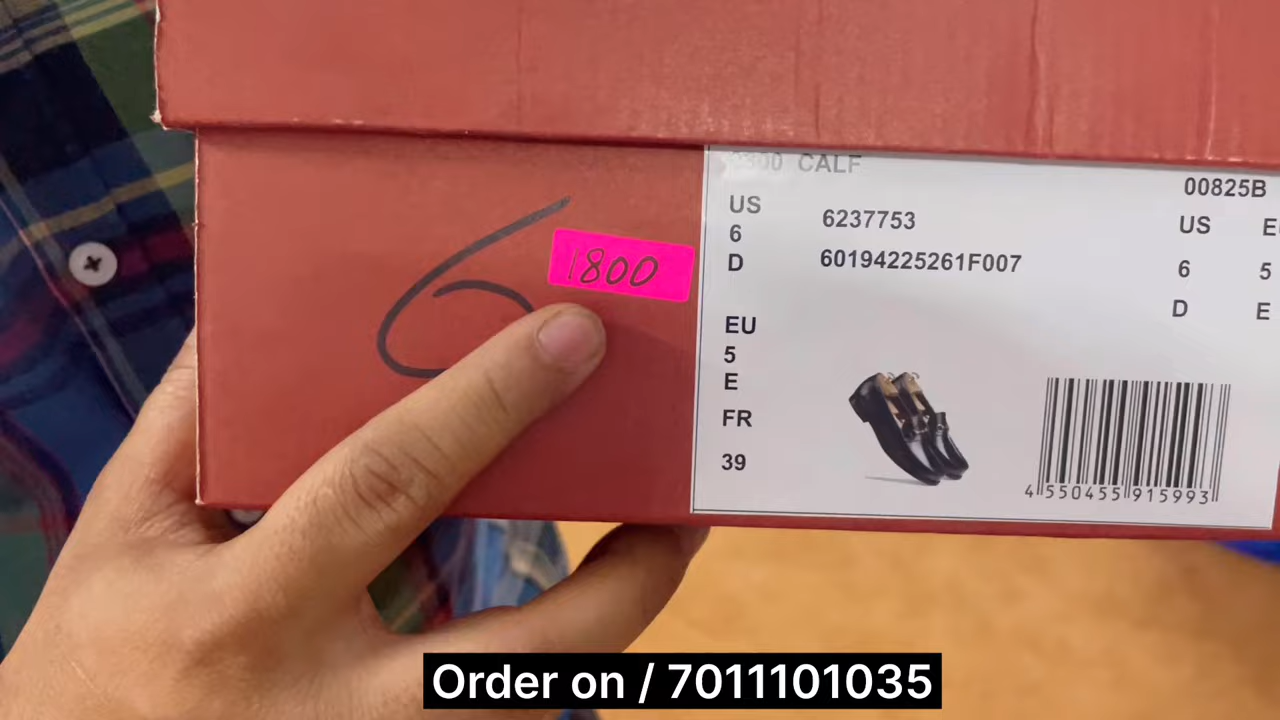 6
1800
CALF
00825B
US
6
D
6237753
60194225261F007
US
6
D
5
E
EU
5
E
FR
39
4 550455 915993
Order on / 7011101035